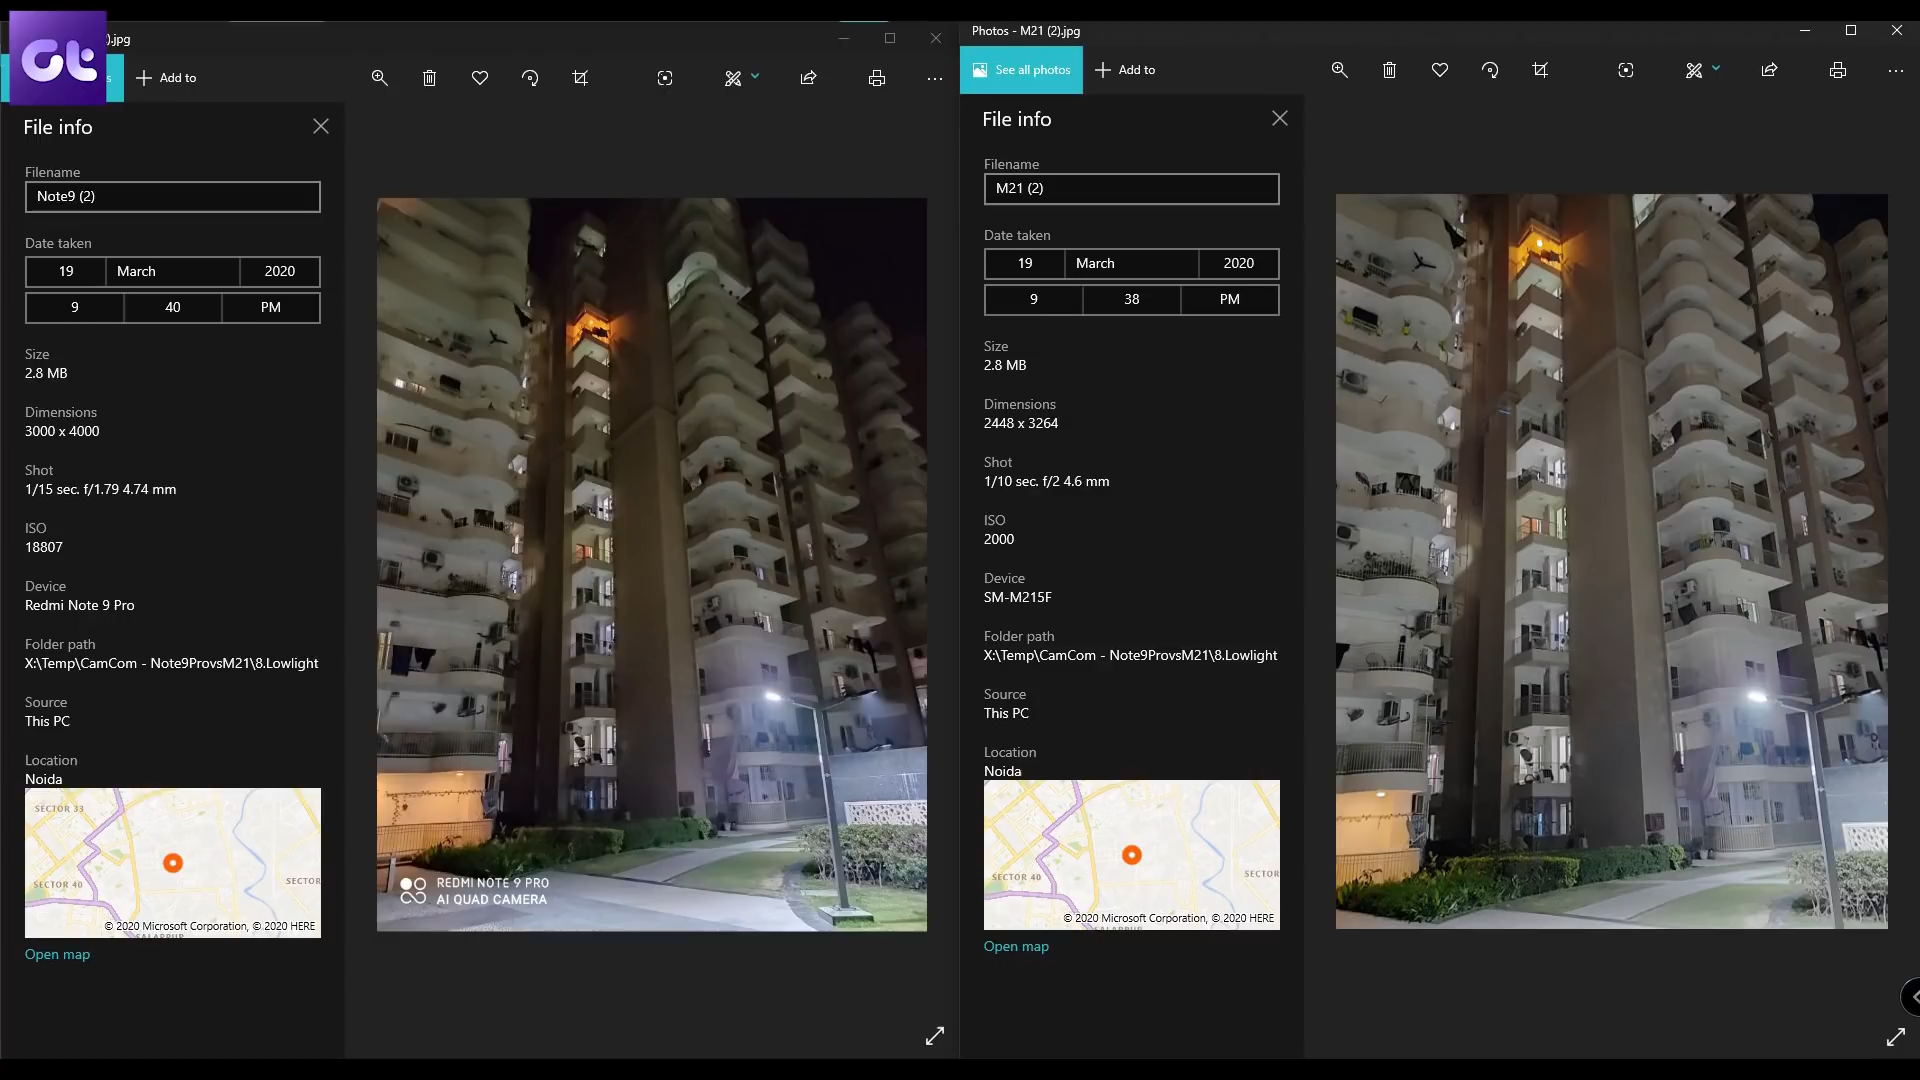 Gt
).jpg
s
Add to
File info
Filename
Note9 (2)
Date taken
19 March 2020
9 40 PM
Size
2.8 MB
Dimensions
3000 x 4000
Shot
1/15 sec. f/1.79 4.74 mm
ISO
18807
Device
Redmi Note 9 Pro
Folder path
X:\Temp\CamCom - Note9ProvsM21\8.Lowlight
Source
This PC
Location
Noida
SECTOR 33
SECTOR 40
SECTOR
© 2020 Microsoft Corporation, © 2020 HERE
Open map
REDMI NOTE 9 PRO
AI QUAD CAMERA
Photos - M21 (2).jpg
See all photos
Add to
File info
Filename
M21 (2)
Date taken
19 March 2020
9 38 PM
Size
2.8 MB
Dimensions
2448 x 3264
Shot
1/10 sec. f/2 4.6 mm
ISO
2000
Device
SM-M215F
Folder path
X:\Temp\CamCom - Note9ProvsM21\8.Lowlight
Source
This PC
Location
Noida
SECTOR 40
SECTOR
© 2020 Microsoft Corporation, © 2020 HERE
Open map